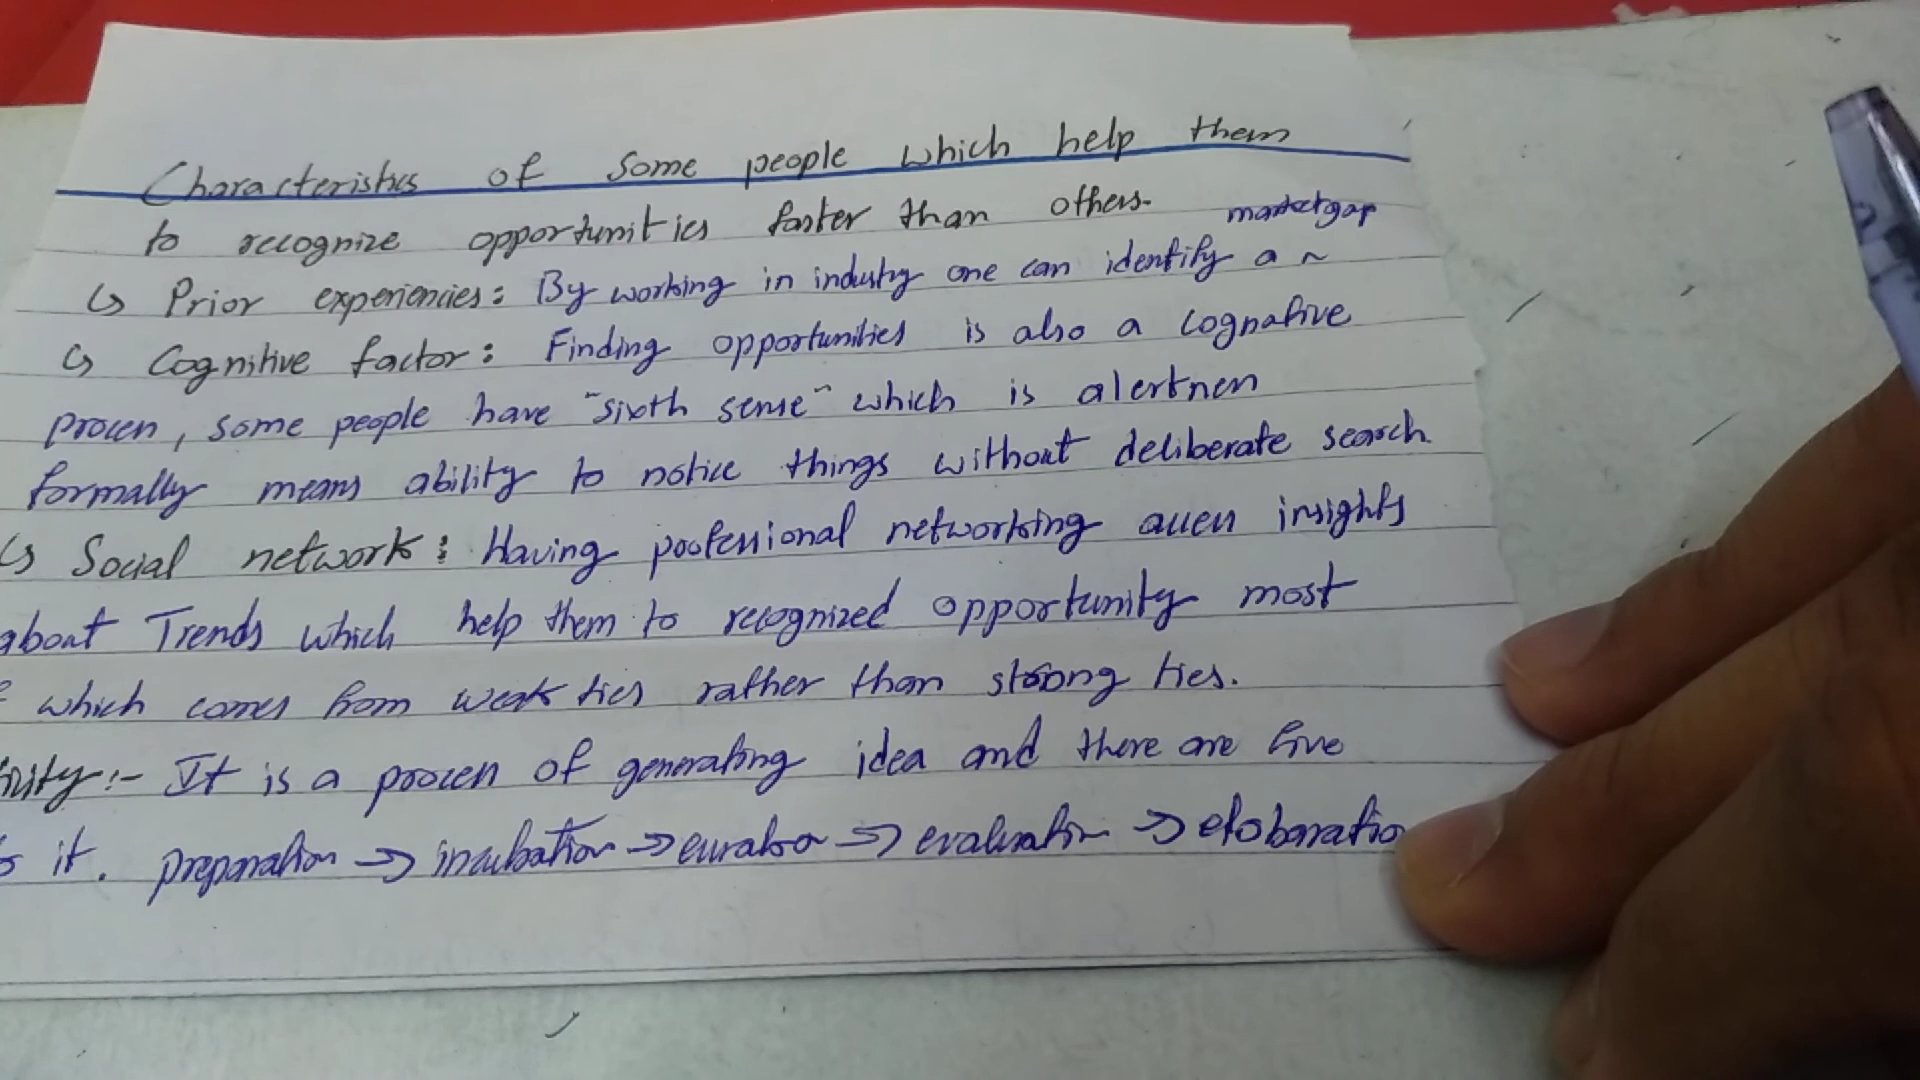 Characteristics of Some people which help them
to recognize opportunities faster than others.
↳ Prior experiencies: By working in industry one can identify a ~ market gap
↳ Cognitive factor: Finding opportunities is also a cognative
process, some people have "sixth sense" which is alertness
formally means ability to notice things without deliberate search
↳ Social network: Having professional networking access insights
about Trends which help them to recognized opportunity most
which comes from weak ties rather than strong ties.
It is a process of generating idea and there are five
it. preparation → incubation → → evaluation → elobaratio